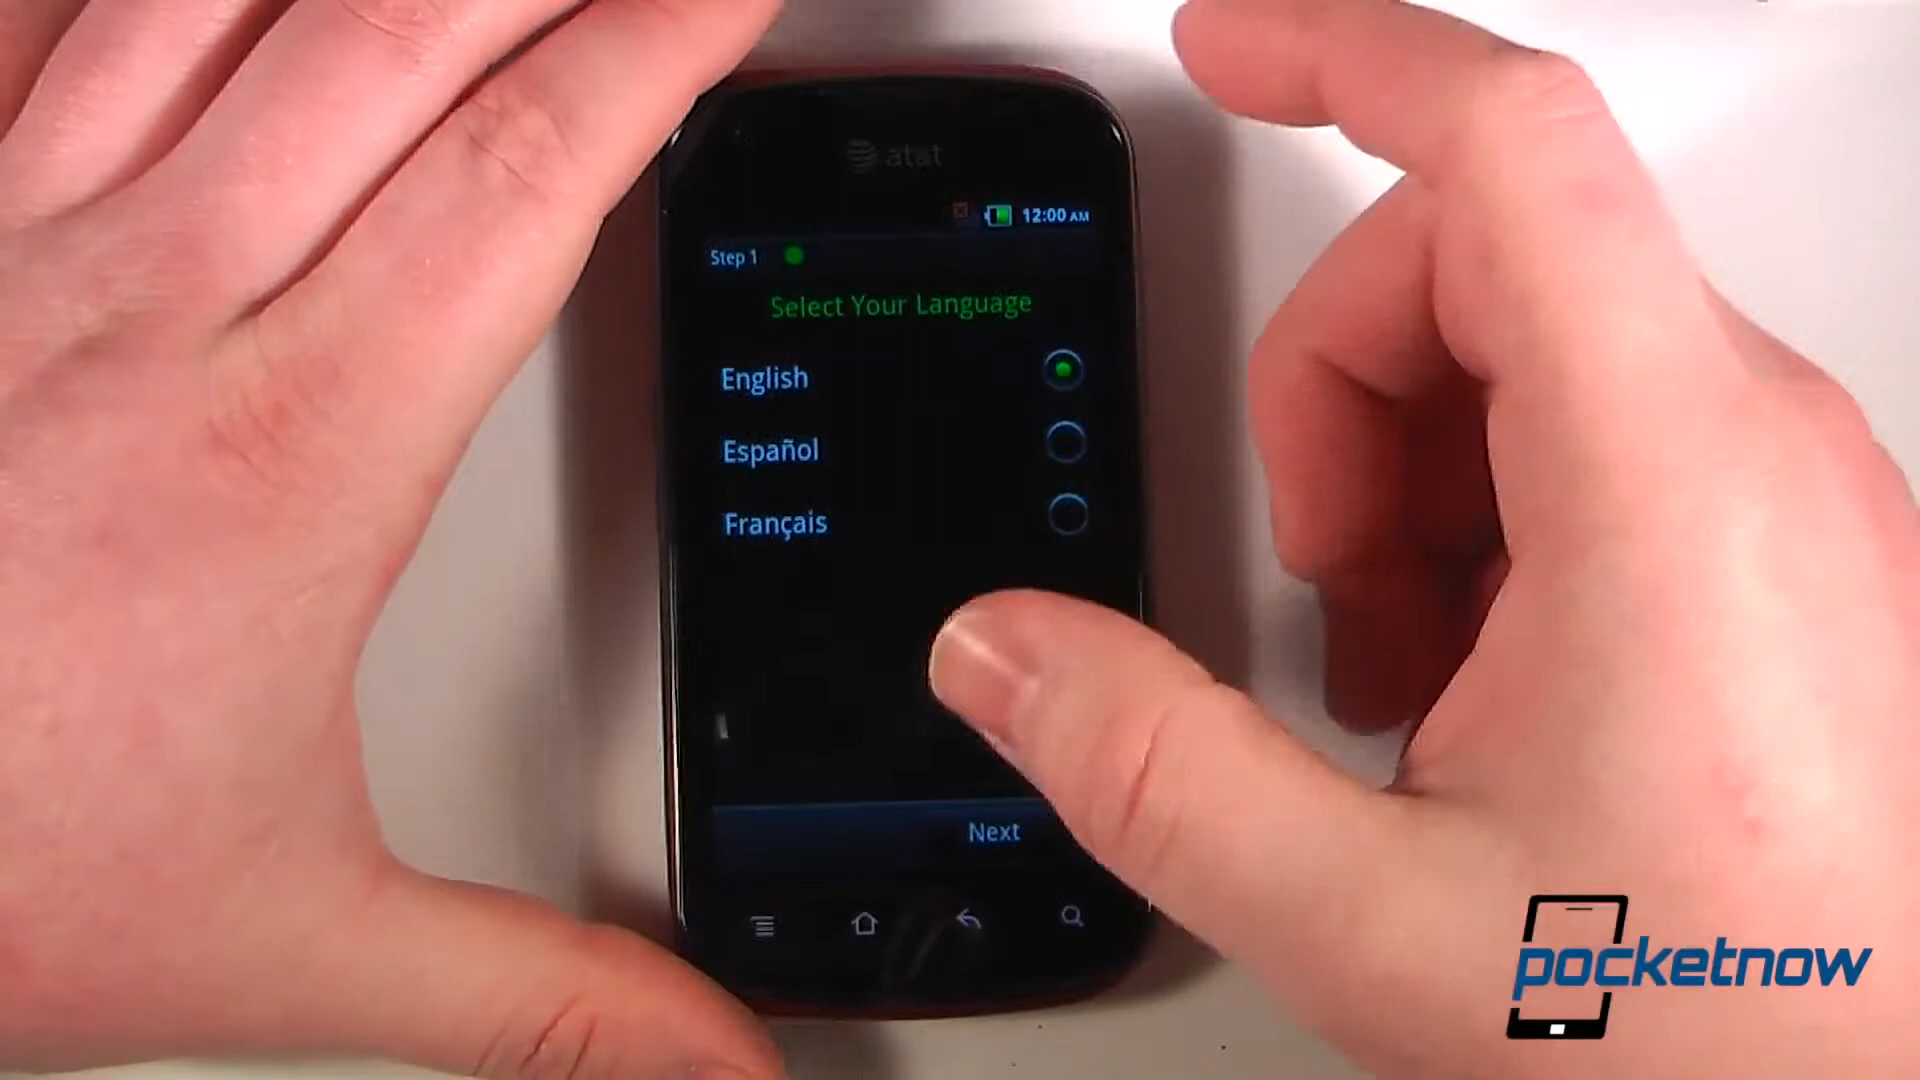 at&t
12:00 AM
Step 1
Select Your Language
English
Español
Français
Next
pocketnow